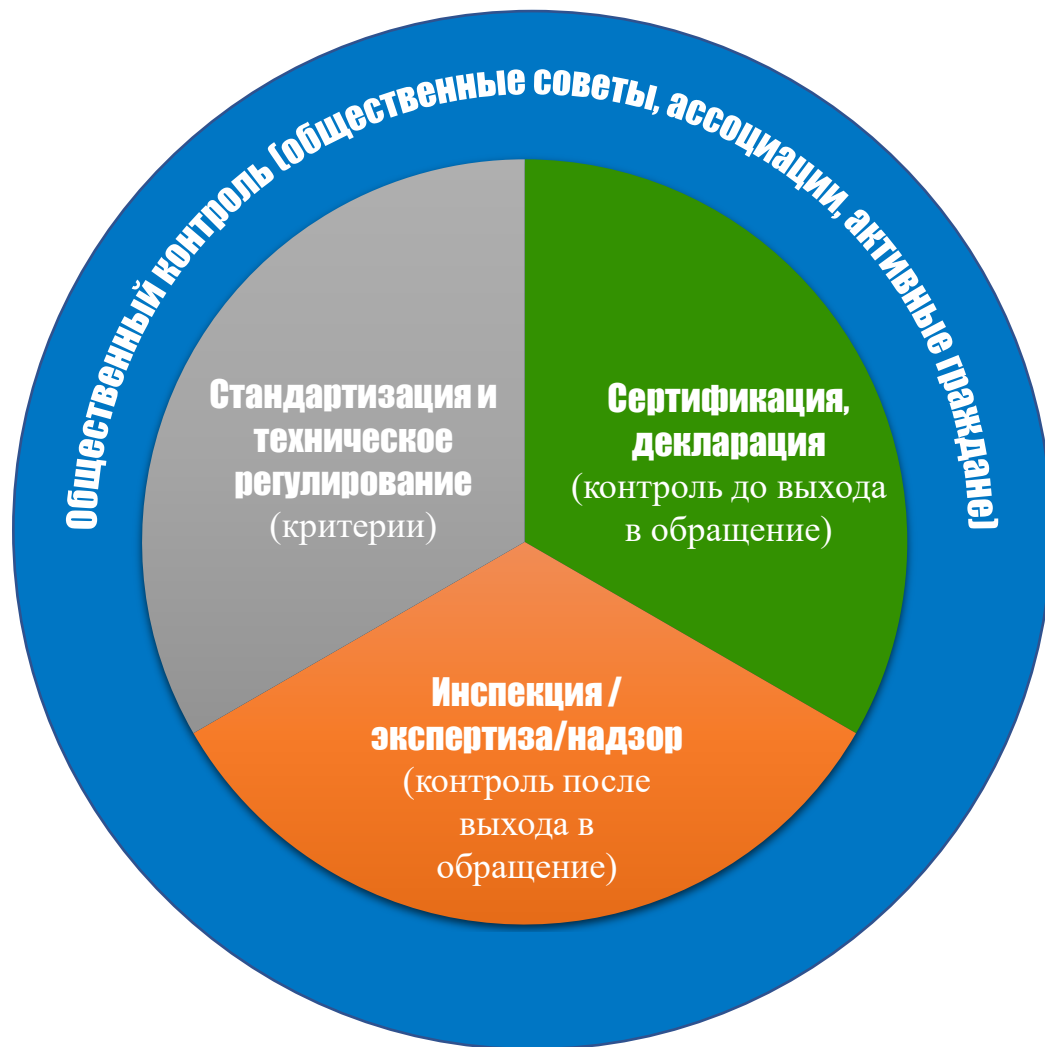 Общественный контроль (общественные советы, ассоциации, активные граждане)
Стандартизация и
техническое
регулирование
(критерии)
Сертификация,
декларация
(контроль до выхода
в обращение)
Инспекция /
экспертиза/надзор
(контроль после
выхода в
обращение)